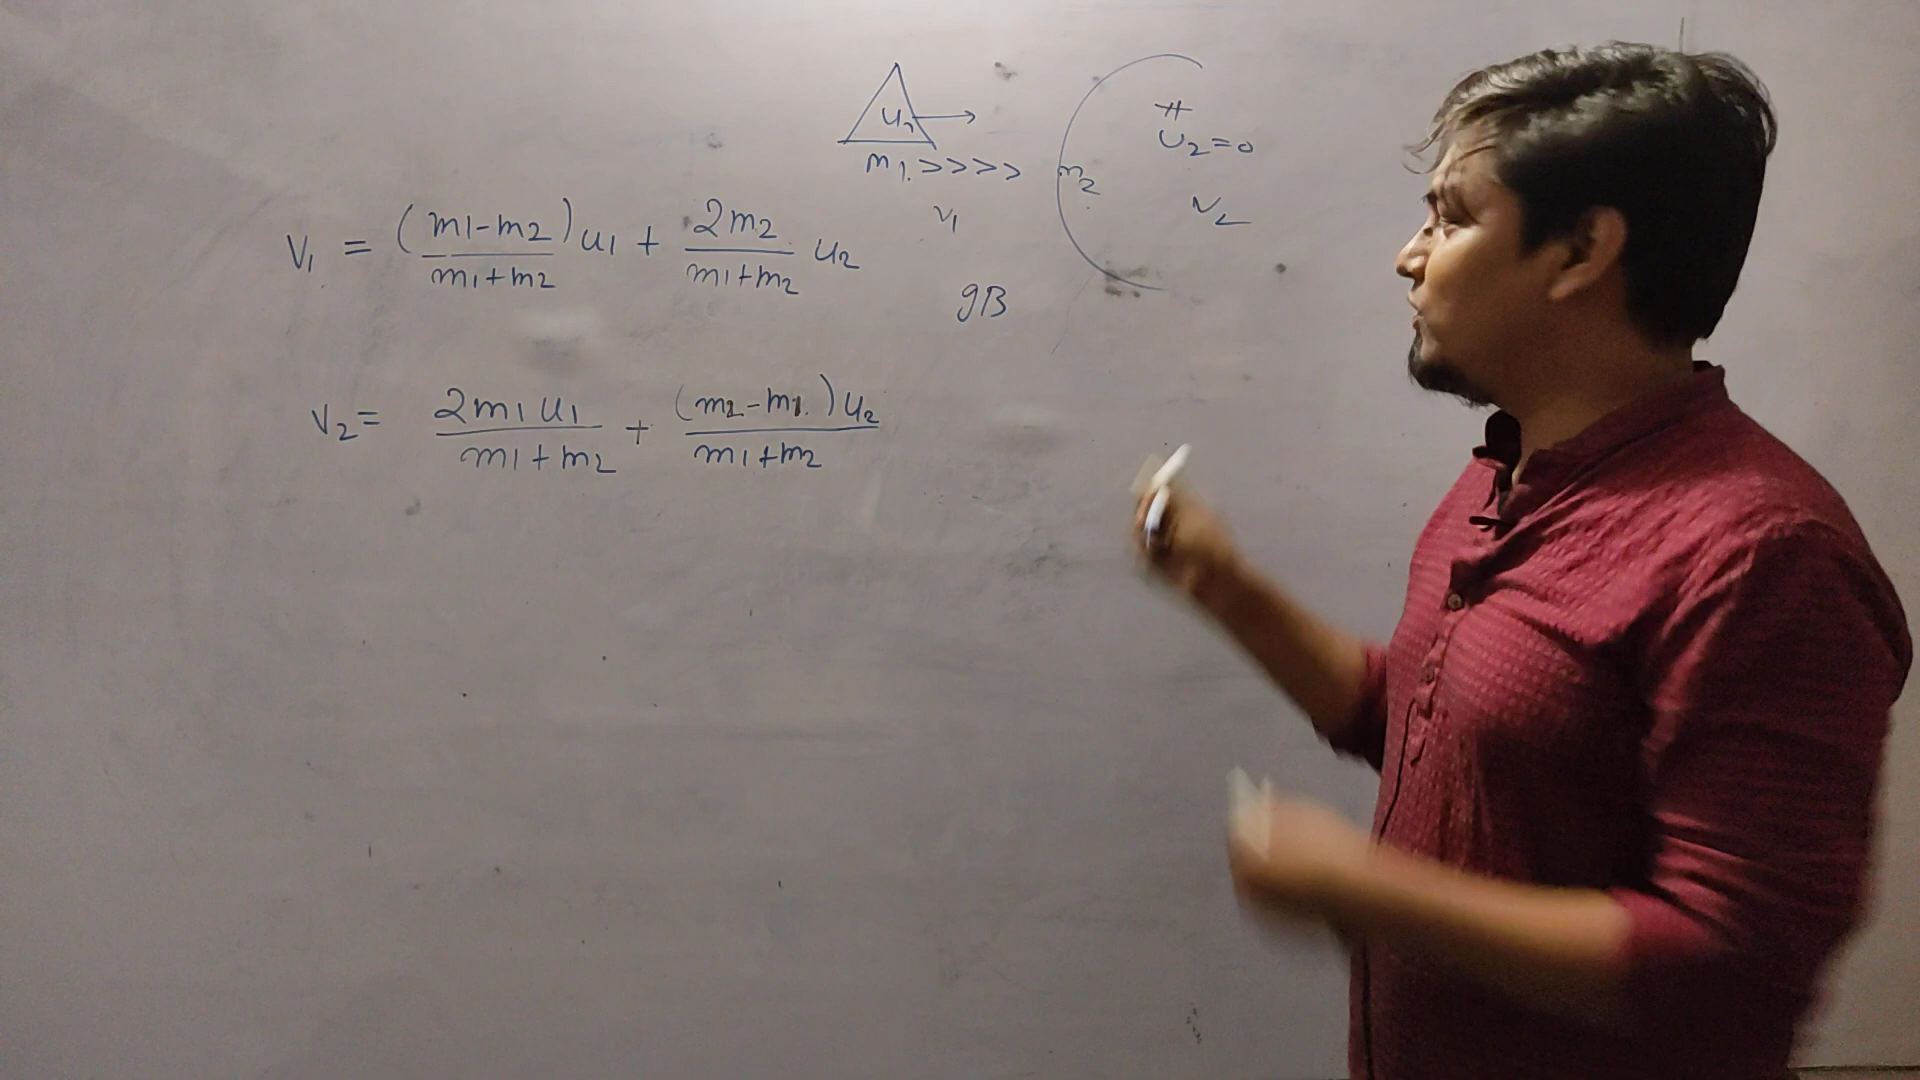 u₁
m₁ >>>> m₂
#
u₂=0
v₁
v₂
V₁ = (m1-m2)/(m1+m2) u1 + 2m2/(m1+m2) u2
gB
V₂ = 2m1u1/(m1+m2) + (m2-m1.)u2/(m1+m2)